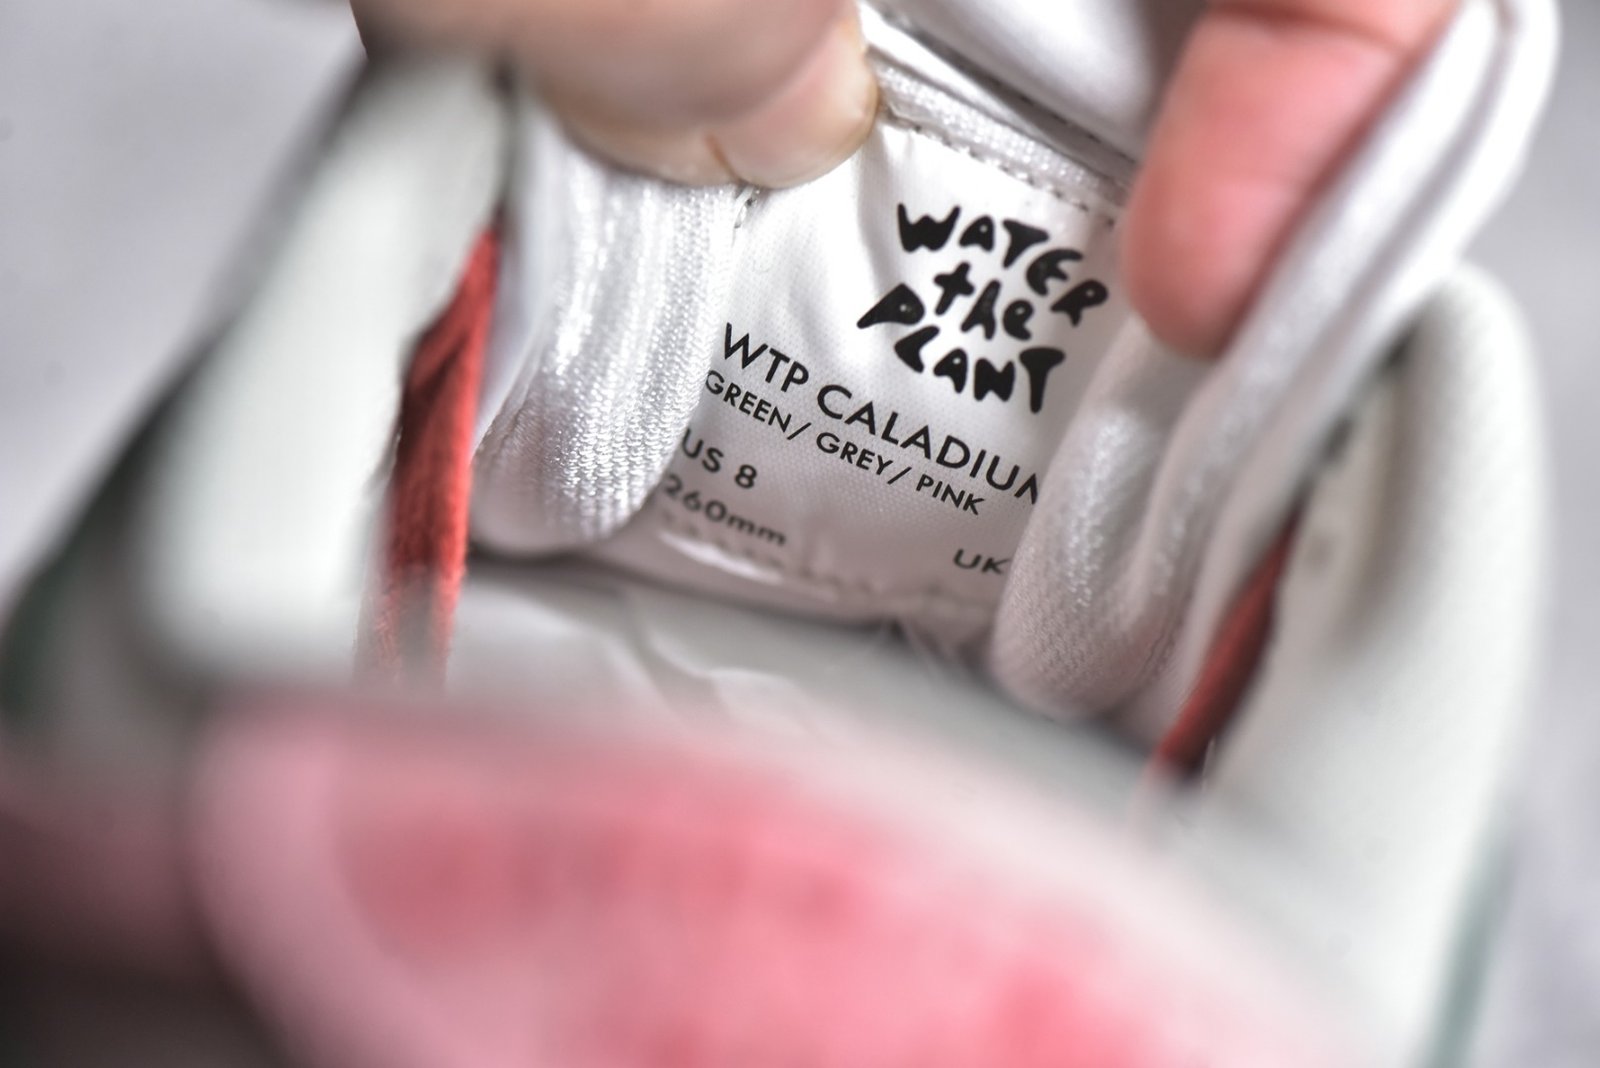 WATER
the
PLANT
WTP CALADIUM
GREEN/ GREY/ PINK
US 8
260mm
UK